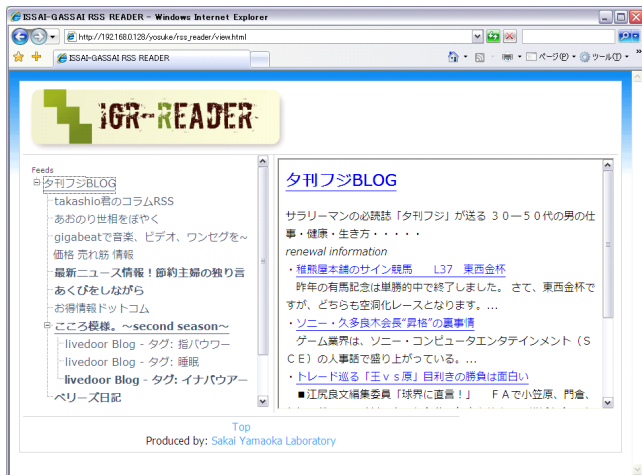 ISSAI-GASSAI RSS READER - Windows Internet Explorer
http://192.168.0.128/yosuke/rss_reader/view.html
ISSAI-GASSAI RSS READER
ページ(P) ツール(O)
iGR-READER
Feeds
夕刊フジBLOG
takashio君のコラムRSS
あおのり世相をぼやく
gigabeatで音楽、ビデオ、ワンセグを~
価格 売れ筋 情報
最新ニュース情報！節約主婦の独り言
あくびをしながら
お得情報ドットコム
こころ模様。～second season～
livedoor Blog - タグ: 指パワー
livedoor Blog - タグ: 睡眠
livedoor Blog - タグ: イナバウアー
ベリーズ日記
夕刊フジBLOG
サラリーマンの必読誌「夕刊フジ」が送る ３０―５０代の男の仕
事・健康・生き方・・・・・
renewal information
・稚熊屋本舗のサイン競馬　　L37　東西金杯
昨年の有馬記念は単勝的中で終了しました。 さて、東西金杯で
すが、どちらも空洞化レースとなります。...
・ソニー・久多良木会長“昇格”の裏事情
ゲーム業界は、ソニー・コンピュータエンタテインメント（Ｓ
ＣＥ）の人事話で盛り上がっている。...
・トレード巡る「王ｖｓ原」目利きの勝負は面白い
■江尻良文編集委員「球界に直言！」　ＦＡで小笠原、門倉、
Top
Produced by: Sakai Yamaoka Laboratory